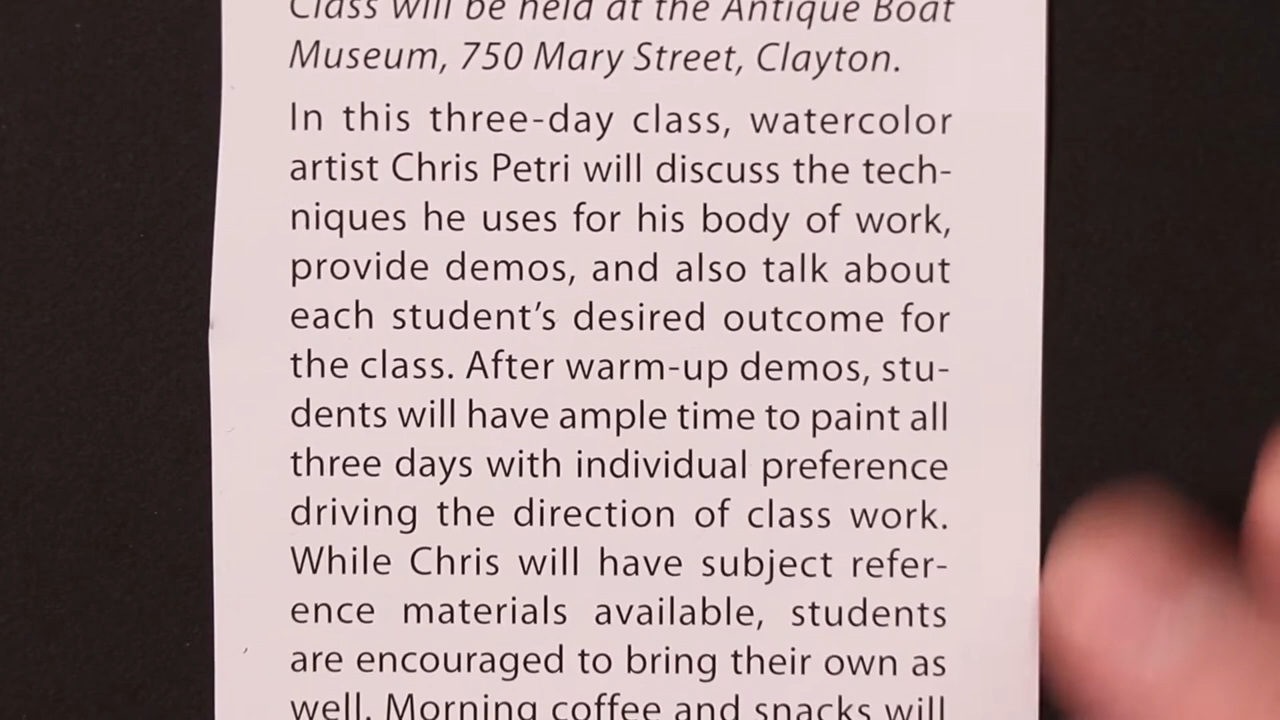 Class will be held at the Antique Boat
Museum, 750 Mary Street, Clayton.
In this three-day class, watercolor
artist Chris Petri will discuss the tech-
niques he uses for his body of work,
provide demos, and also talk about
each student’s desired outcome for
the class. After warm-up demos, stu-
dents will have ample time to paint all
three days with individual preference
driving the direction of class work.
While Chris will have subject refer-
ence materials available, students
are encouraged to bring their own as
well. Morning coffee and snacks will